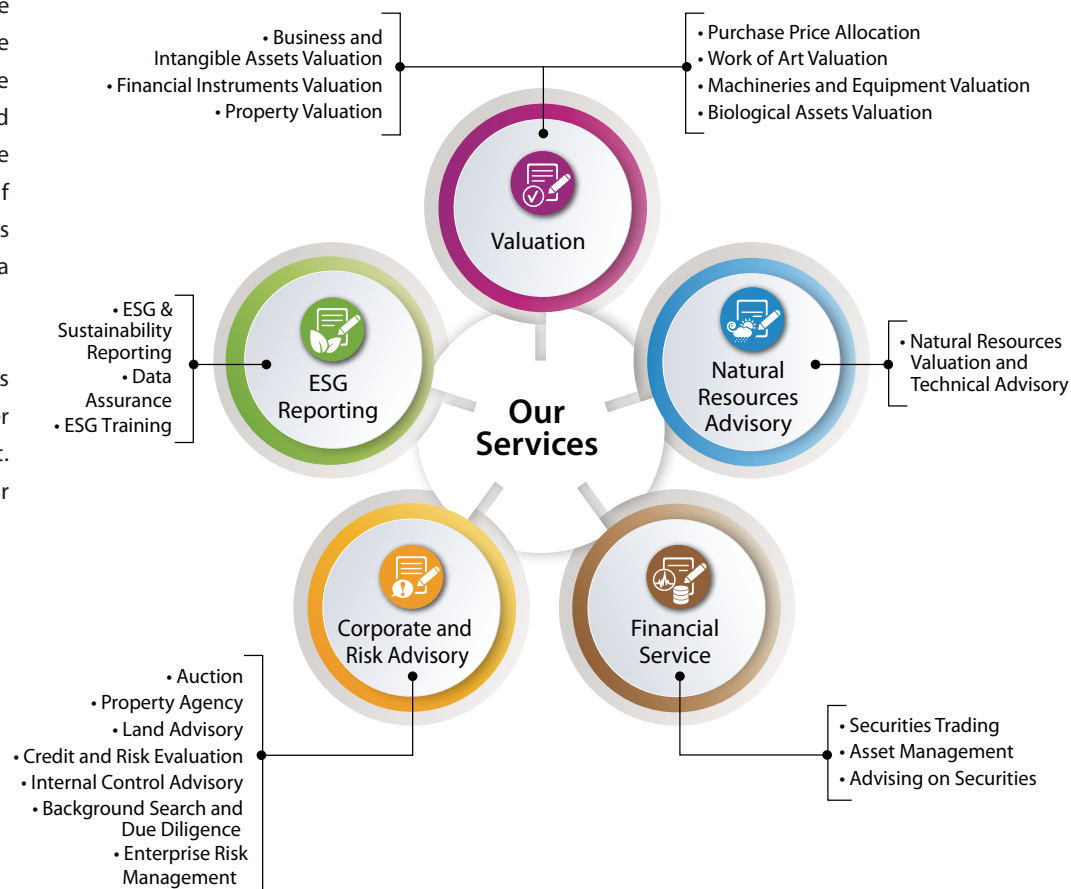 e
e
e
d
e
f
s
a
s
er
t.
r
• Business and
Intangible Assets Valuation
• Financial Instruments Valuation
• Property Valuation
• Purchase Price Allocation
• Work of Art Valuation
• Machineries and Equipment Valuation
• Biological Assets Valuation
Valuation
• ESG &
Sustainability
Reporting
• Data
Assurance
• ESG Training
ESG
Reporting
Our
Services
Natural
Resources
Advisory
• Natural Resources
Valuation and
Technical Advisory
Corporate and
Risk Advisory
Financial
Service
• Auction
• Property Agency
• Land Advisory
• Credit and Risk Evaluation
• Internal Control Advisory
• Background Search and
Due Diligence
• Enterprise Risk
Management
• Securities Trading
• Asset Management
• Advising on Securities